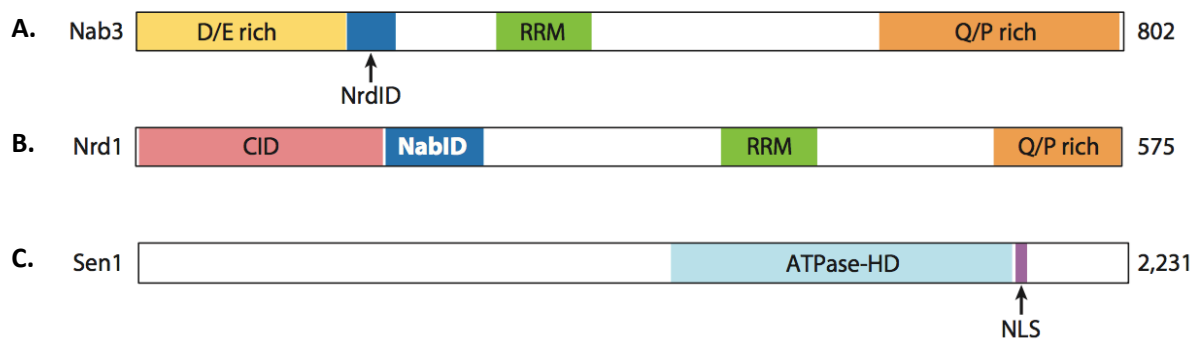 A. Nab3 D/E rich RRM Q/P rich 802
NrdID
B. Nrd1 CID NabID RRM Q/P rich 575
C. Sen1 ATPase-HD 2,231
NLS